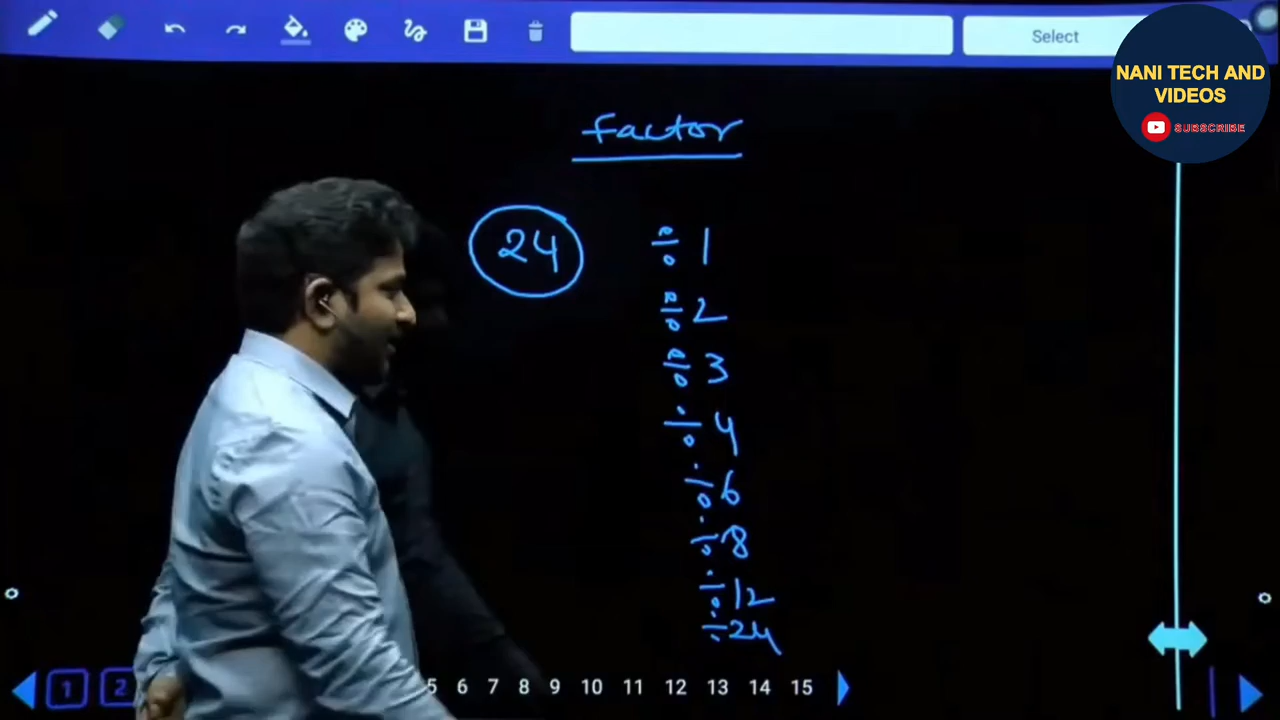 Select
NANI TECH AND
VIDEOS
SUBSCRIBE
Factor
24 ÷ 1
÷ 2
÷ 3
÷ 4
÷ 6
÷ 8
÷ 12
÷ 24
1 2 5 6 7 8 9 10 11 12 13 14 15